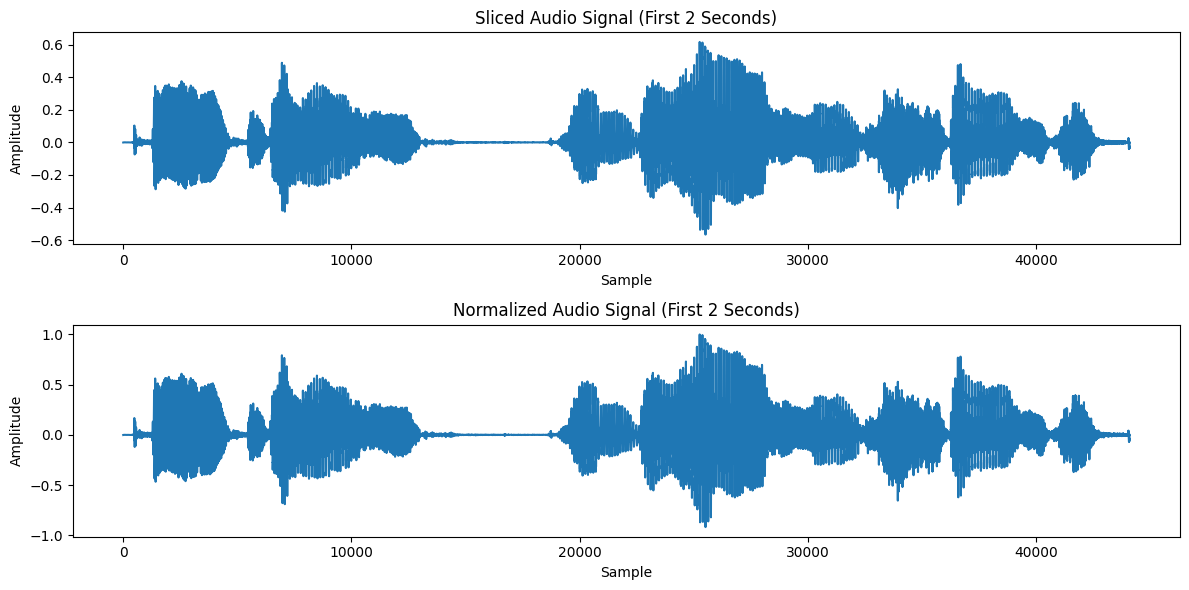 Sliced Audio Signal (First 2 Seconds)
0.6
0.4
0.2
0.0
−0.2
−0.4
−0.6
Amplitude
0 10000 20000 30000 40000
Sample
Normalized Audio Signal (First 2 Seconds)
1.0
0.5
0.0
−0.5
−1.0
Amplitude
0 10000 20000 30000 40000
Sample